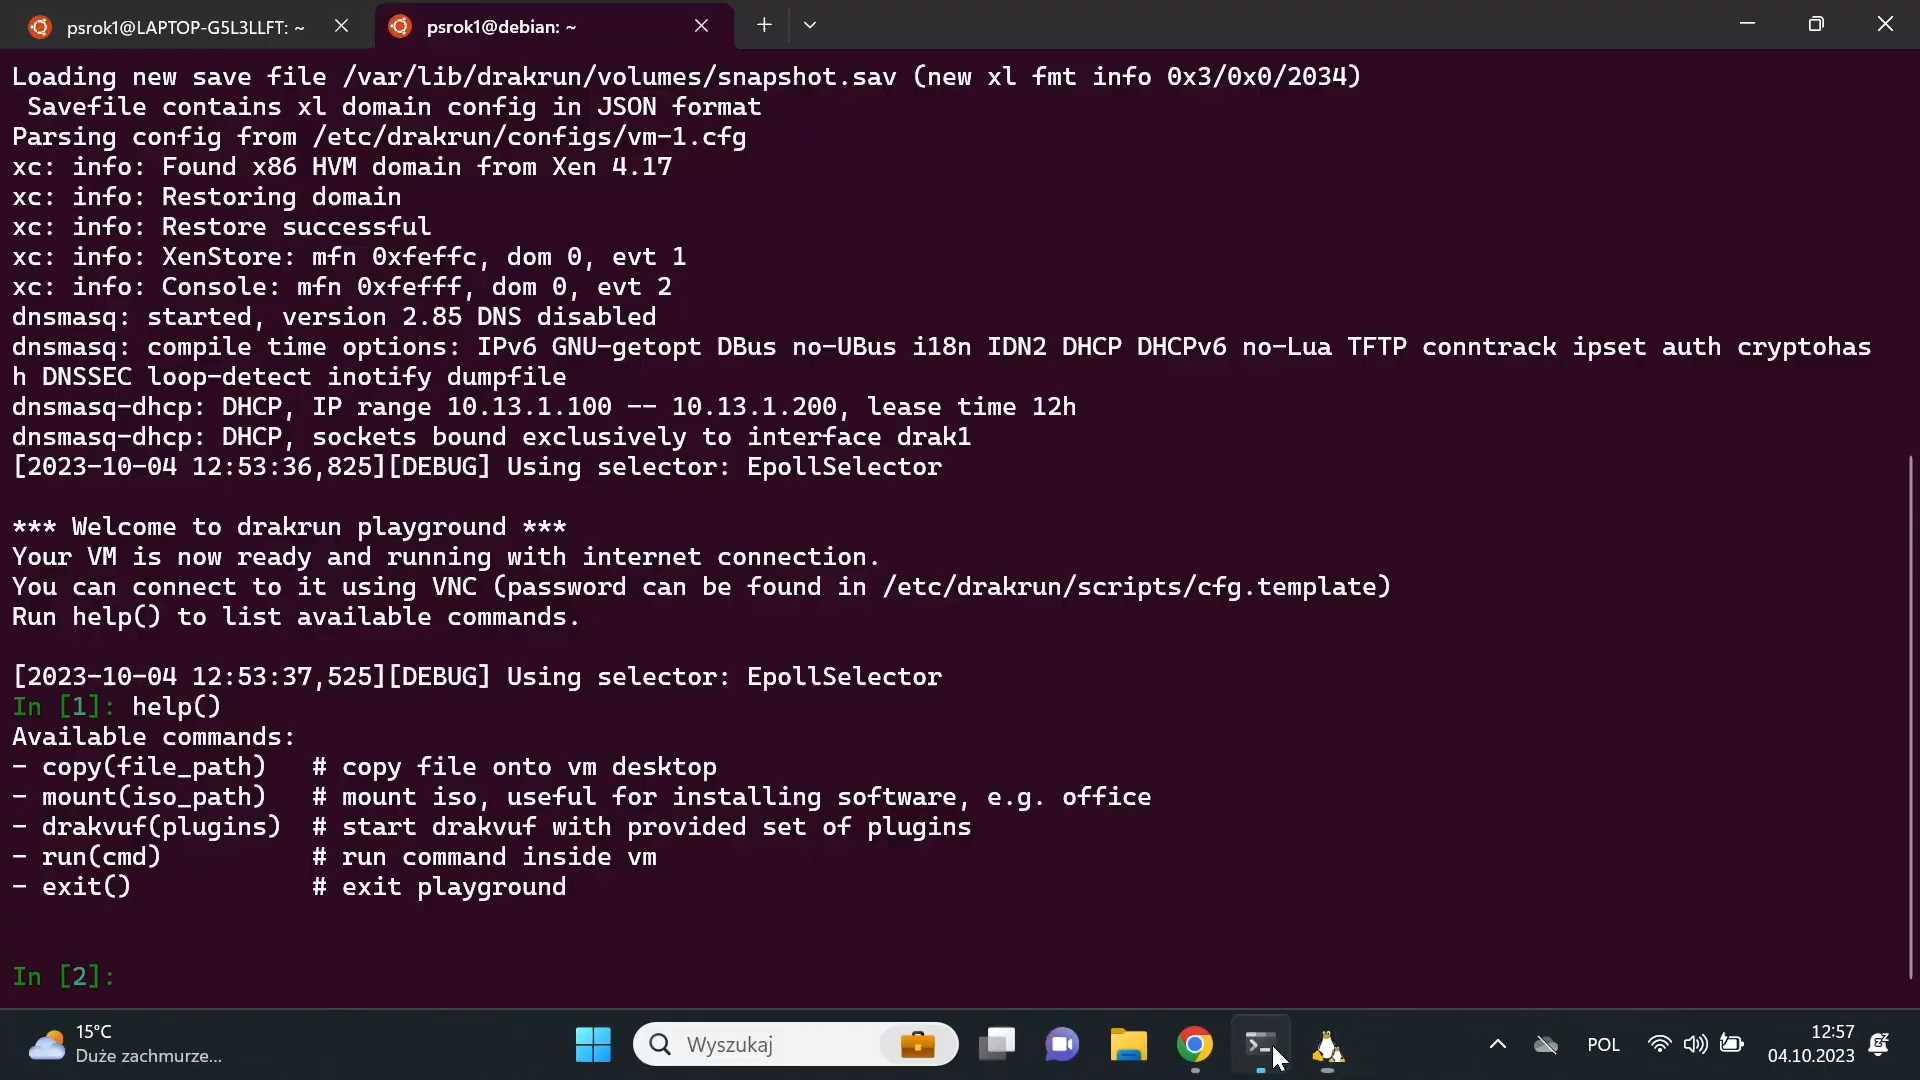 psrok1@LAPTOP-G5L3LLFT: ~
psrok1@debian: ~
Loading new save file /var/lib/drakrun/volumes/snapshot.sav (new xl fmt info 0x3/0x0/2034)
 Savefile contains xl domain config in JSON format
Parsing config from /etc/drakrun/configs/vm-1.cfg
xc: info: Found x86 HVM domain from Xen 4.17
xc: info: Restoring domain
xc: info: Restore successful
xc: info: XenStore: mfn 0xfeffc, dom 0, evt 1
xc: info: Console: mfn 0xfefff, dom 0, evt 2
dnsmasq: started, version 2.85 DNS disabled
dnsmasq: compile time options: IPv6 GNU-getopt DBus no-UBus i18n IDN2 DHCP DHCPv6 no-Lua TFTP conntrack ipset auth cryptohas
h DNSSEC loop-detect inotify dumpfile
dnsmasq-dhcp: DHCP, IP range 10.13.1.100 -- 10.13.1.200, lease time 12h
dnsmasq-dhcp: DHCP, sockets bound exclusively to interface drak1
[2023-10-04 12:53:36,825][DEBUG] Using selector: EpollSelector
*** Welcome to drakrun playground ***
Your VM is now ready and running with internet connection.
You can connect to it using VNC (password can be found in /etc/drakrun/scripts/cfg.template)
Run help() to list available commands.
[2023-10-04 12:53:37,525][DEBUG] Using selector: EpollSelector
In [1]: help()
Available commands:
- copy(file_path)   # copy file onto vm desktop
- mount(iso_path)   # mount iso, useful for installing software, e.g. office
- drakvuf(plugins)  # start drakvuf with provided set of plugins
- run(cmd)          # run command inside vm
- exit()            # exit playground
In [2]:
15°C
Duże zachmurze...
Wyszukaj
POL
12:57
04.10.2023